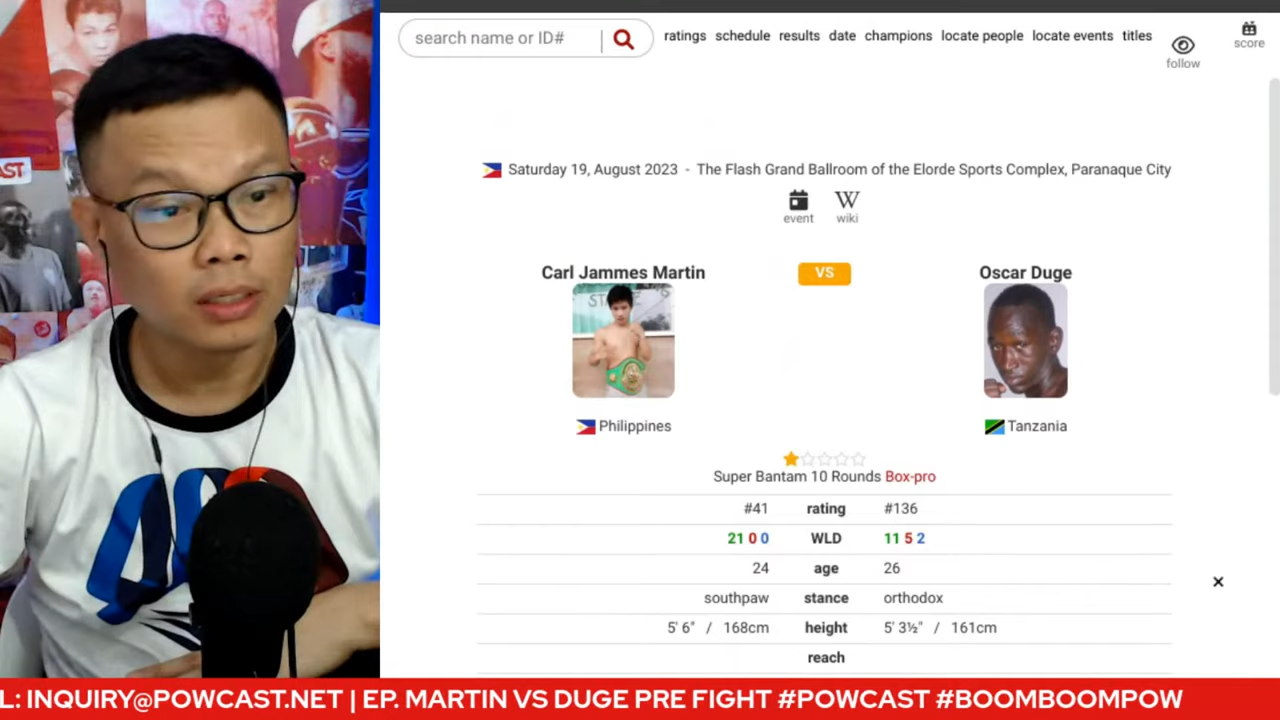 AST
search name or ID#
ratings schedule results date champions locate people locate events titles
follow
score
Saturday 19, August 2023 - The Flash Grand Ballroom of the Elorde Sports Complex, Paranaque City
event
wiki
Carl Jammes Martin VS Oscar Duge
Philippines
Tanzania
Super Bantam 10 Rounds Box-pro
#41 rating #136
21 0 0 WLD 11 5 2
24 age 26
southpaw stance orthodox
5' 6" / 168cm height 5' 3½" / 161cm
reach
L: INQUIRY@POWCAST.NET | EP. MARTIN VS DUGE PRE FIGHT #POWCAST #BOOMBOOMPOW